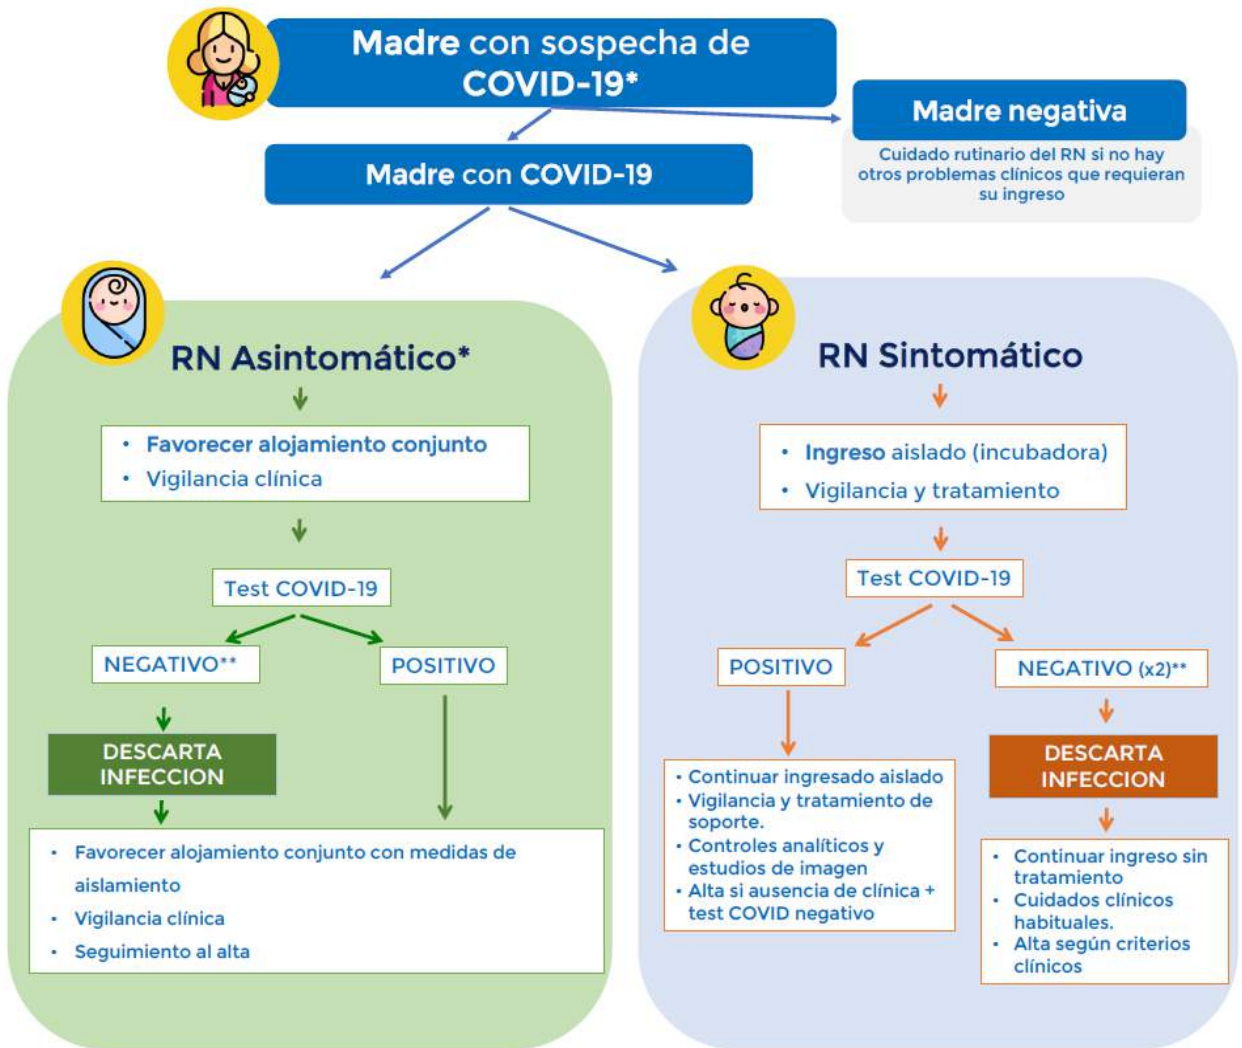 Madre con sospecha de
COVID-19*
Madre negativa
Cuidado rutinario del RN si no hay
otros problemas clínicos que requieran
su ingreso
Madre con COVID-19
RN Asintomático*
• Favorecer alojamiento conjunto
• Vigilancia clínica
Test COVID-19
NEGATIVO**
POSITIVO
DESCARTA
INFECCION
• Favorecer alojamiento conjunto con medidas de
aislamiento
• Vigilancia clínica
• Seguimiento al alta
RN Sintomático
• Ingreso aislado (incubadora)
• Vigilancia y tratamiento
Test COVID-19
POSITIVO
NEGATIVO (x2)**
• Continuar ingresado aislado
• Vigilancia y tratamiento de
soporte.
• Controles analíticos y
estudios de imagen
• Alta si ausencia de clínica +
test COVID negativo
DESCARTA
INFECCION
• Continuar ingreso sin
tratamiento
• Cuidados clínicos
habituales.
• Alta según criterios
clínicos